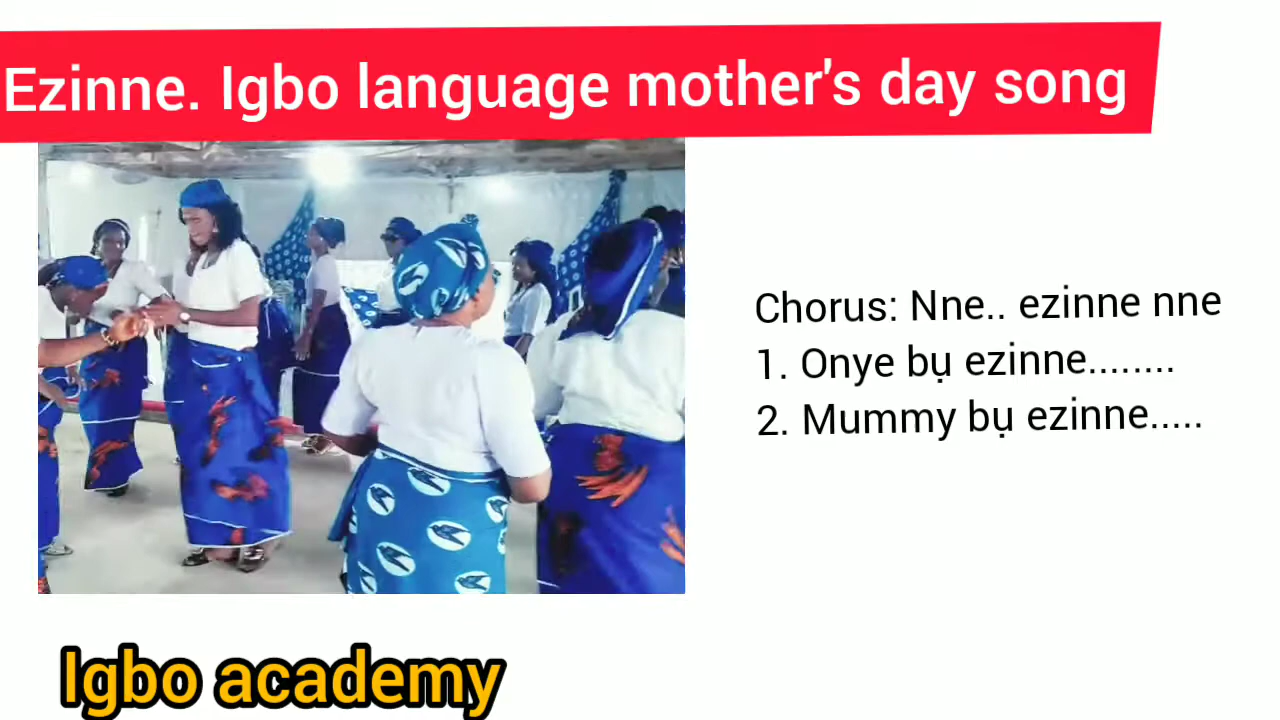 Ezinne. Igbo language mother's day song
Chorus: Nne.. ezinne nne
1. Onye bụ ezinne........
2. Mummy bụ ezinne.....
Igbo academy